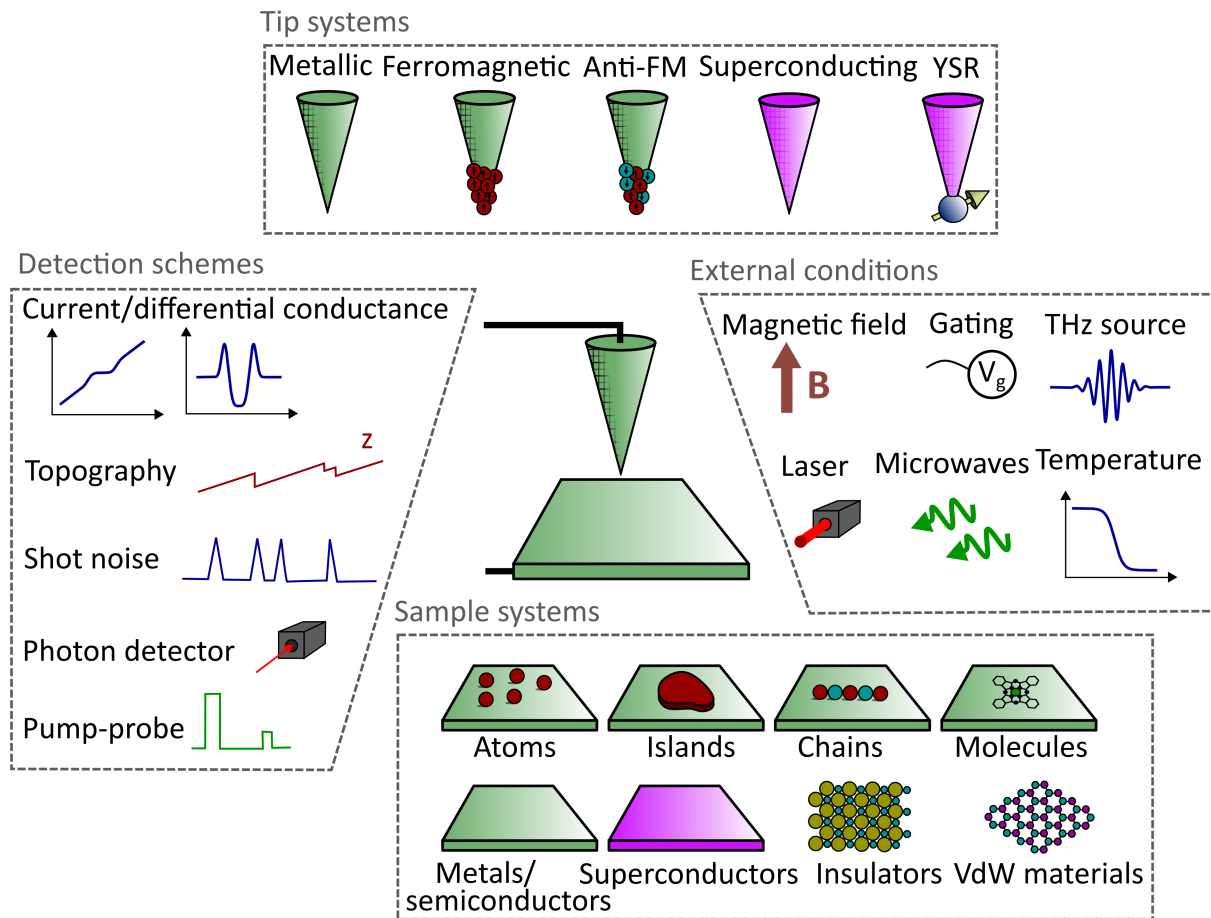 Tip systems
Metallic Ferromagnetic Anti-FM Superconducting YSR
Detection schemes
Current/differential conductance
Topography
z
Shot noise
Photon detector
Pump-probe
External conditions
Magnetic field Gating THz source
B
Vg
Laser Microwaves Temperature
Sample systems
Atoms Islands Chains Molecules
Metals/
semiconductors
Superconductors Insulators VdW materials